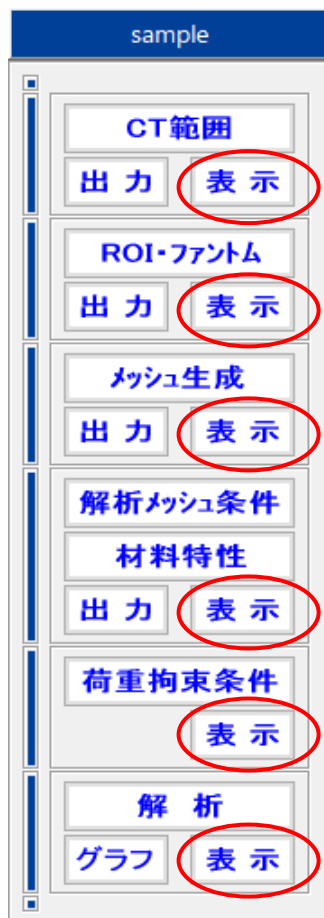 sample
CT範囲
出 力 表 示
ROI・ファントム
出 力 表 示
メッシュ生成
出 力 表 示
解析メッシュ条件
材料特性
出 力 表 示
荷重拘束条件
表 示
解 析
グラフ 表 示